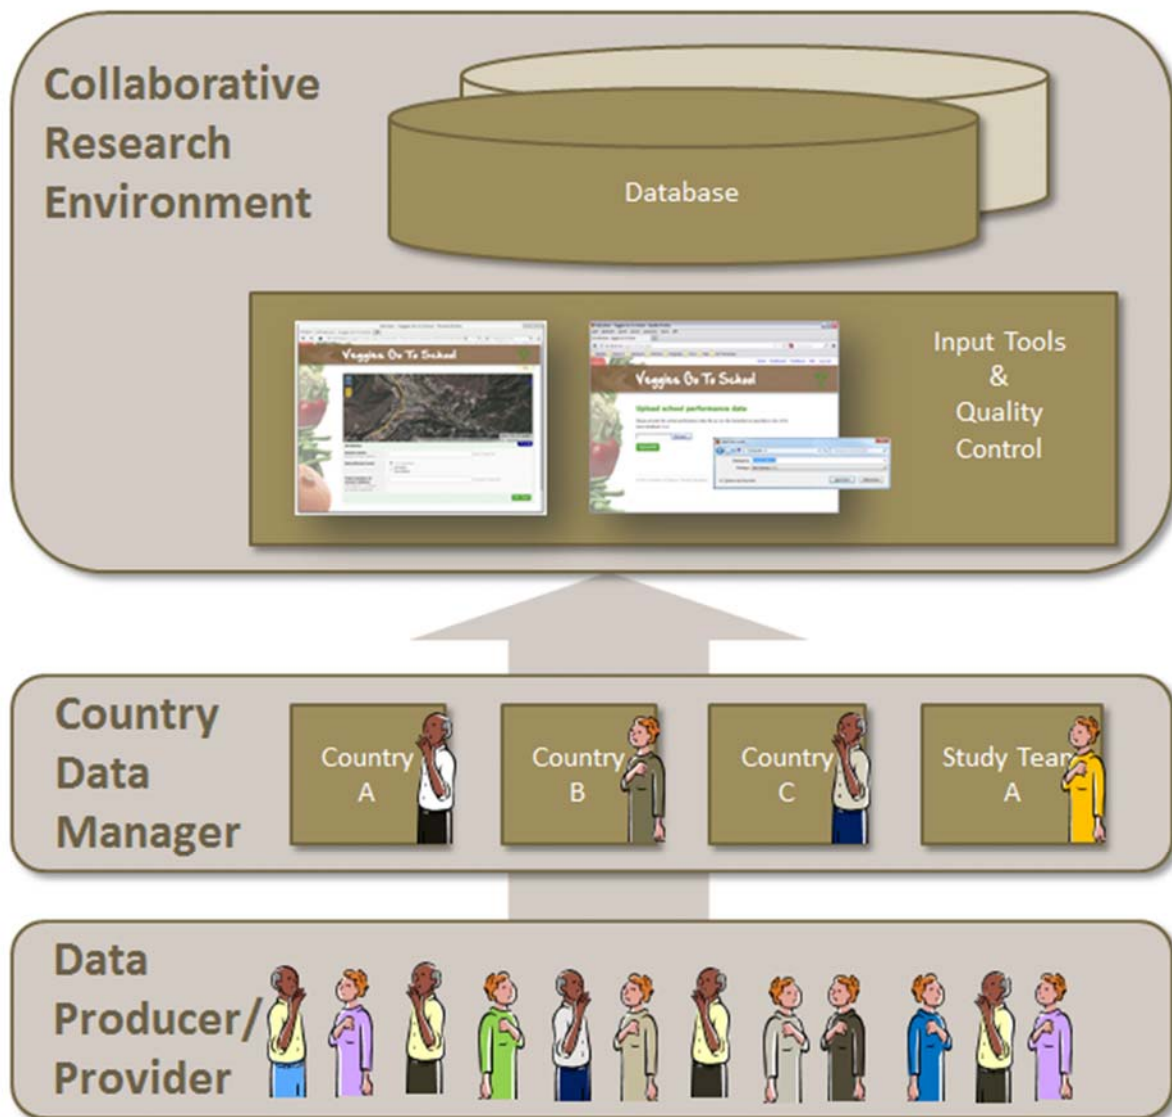 Collaborative
Research
Environment
Database
Veggies Go To School
Veggies Go To School
Upload school performance data
Input Tools
&
Quality
Control
Country
Data
Manager
Country
A
Country
B
Country
C
Study Team
A
Data
Producer/
Provider